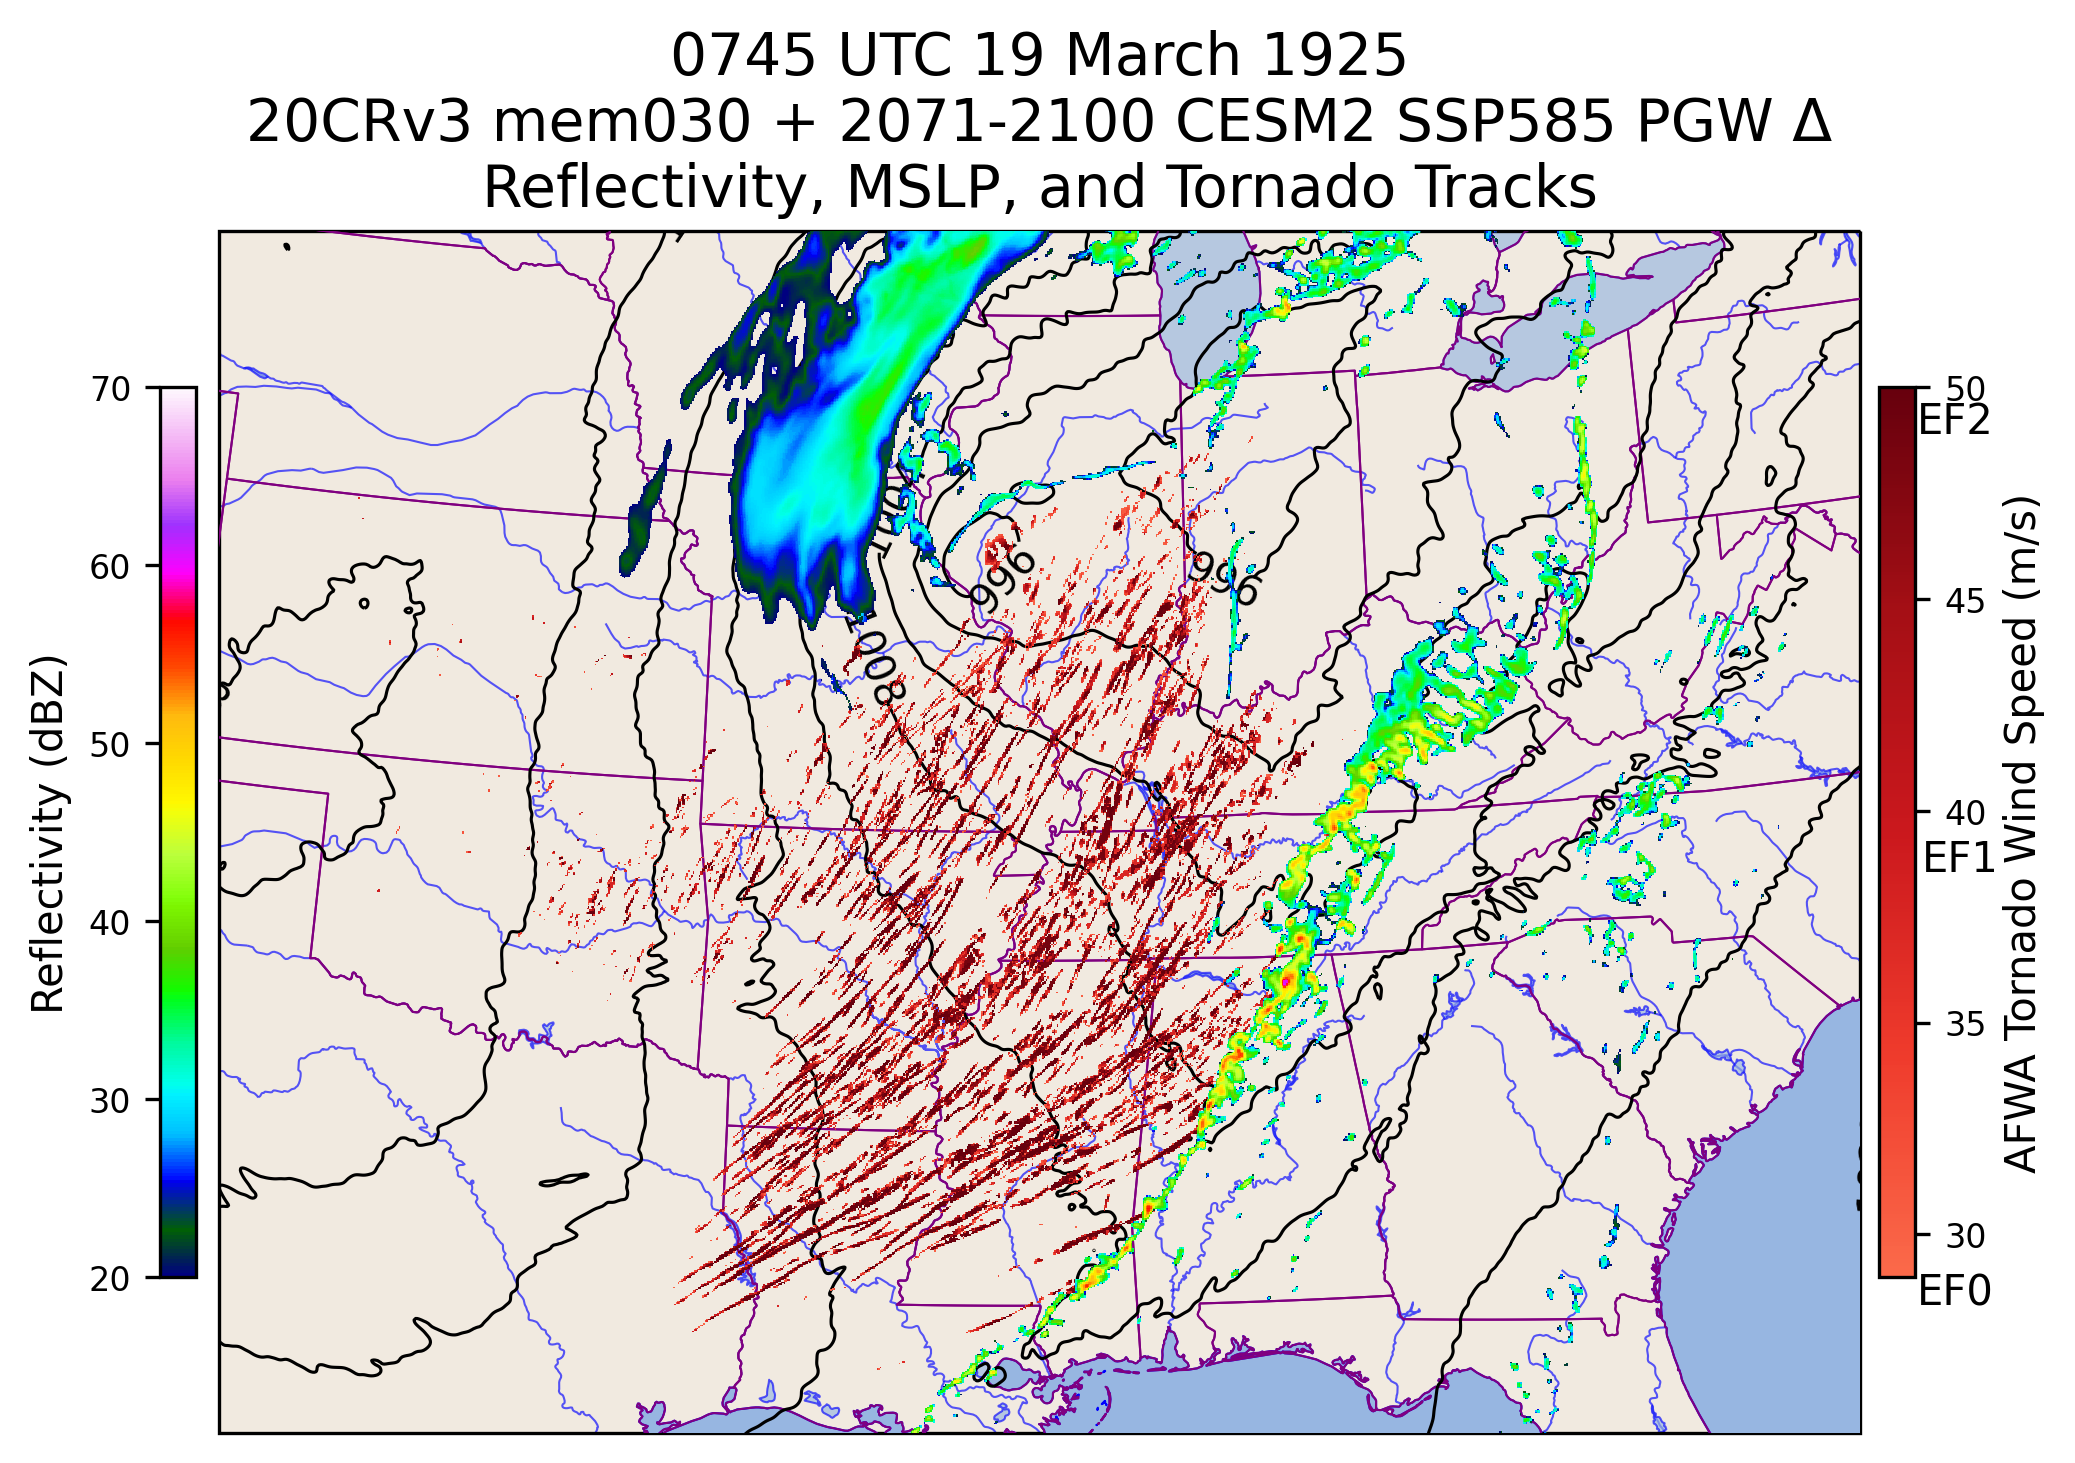 0745 UTC 19 March 1925
20CRv3 mem030 + 2071-2100 CESM2 SSP585 PGW Δ
Reflectivity, MSLP, and Tornado Tracks
Reflectivity (dBZ)
70
60
50
40
30
20
996
996
1008
50
EF2
45
40
EF1
35
30
EF0
AFWA Tornado Wind Speed (m/s)